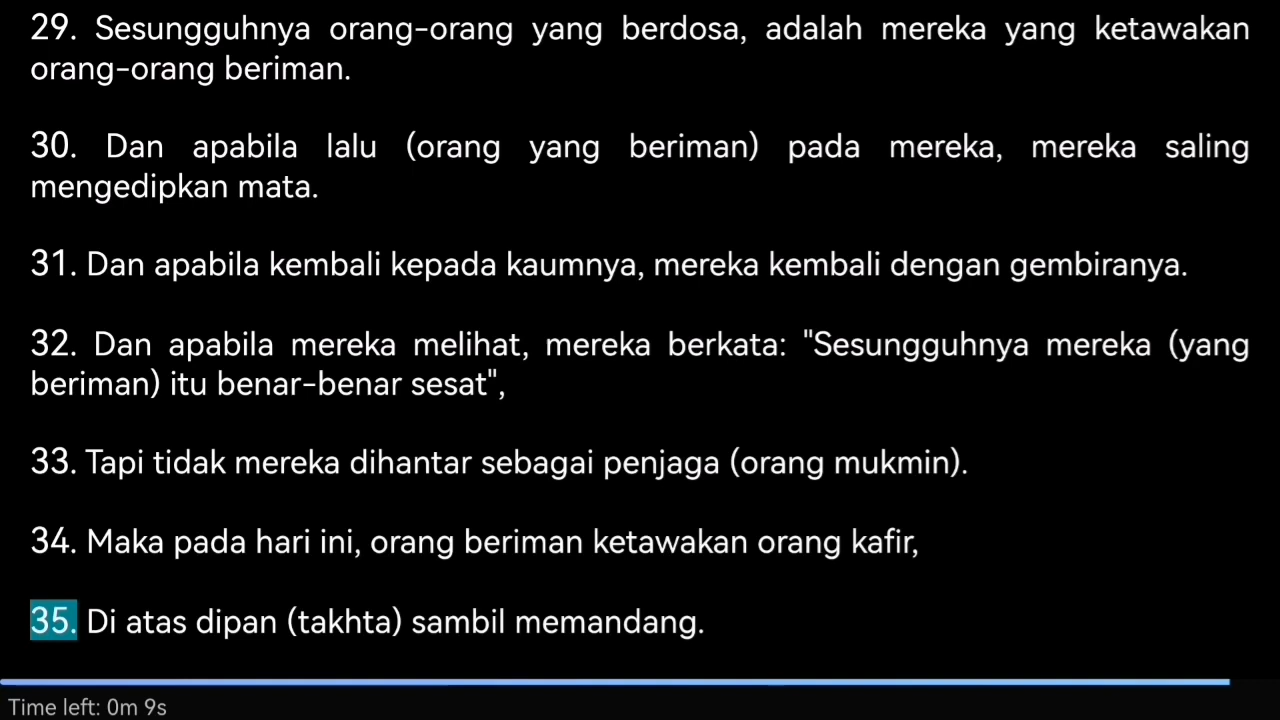 29. Sesungguhnya orang-orang yang berdosa, adalah mereka yang ketawakan
orang-orang beriman.
30. Dan apabila lalu (orang yang beriman) pada mereka, mereka saling
mengedipkan mata.
31. Dan apabila kembali kepada kaumnya, mereka kembali dengan gembiranya.
32. Dan apabila mereka melihat, mereka berkata: "Sesungguhnya mereka (yang
beriman) itu benar-benar sesat",
33. Tapi tidak mereka dihantar sebagai penjaga (orang mukmin).
34. Maka pada hari ini, orang beriman ketawakan orang kafir,
35. Di atas dipan (takhta) sambil memandang.
Time left: 0m 9s